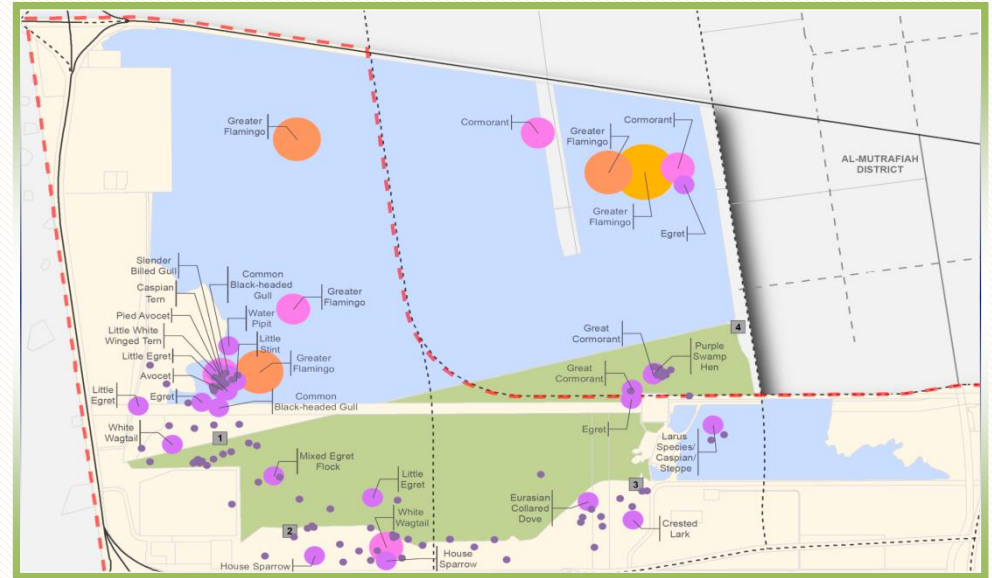 Greater
Flamingo
Cormorant
Greater
Flamingo
Cormorant
Greater
Flamingo
Egret
AL-MUTRAFIAH
DISTRICT
Slender
Billed Gull
Common
Black-headed
Gull
Caspian
Tern
Pied Avocet
Little White
Winged Tern
Little Egret
Avocet
Egret
Water
Pipit
Little
Stint
Greater
Flamingo
Greater
Flamingo
Little
Egret
Common
Black-headed Gull
White
Wagtail
1
Mixed Egret
Flock
Little
Egret
2
White
Wagtail
House Sparrow
House
Sparrow
Great
Cormorant
4
Purple
Swamp
Hen
Great
Cormorant
Egret
Larus
Species/
Caspian/
Steppe
3
Eurasian
Collared
Dove
Crested
Lark